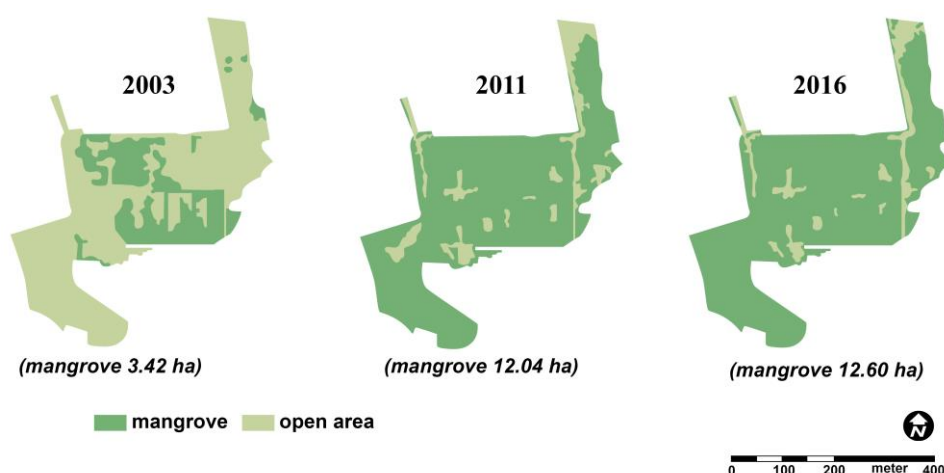 2003
2011
2016
(mangrove 3.42 ha)
(mangrove 12.04 ha)
(mangrove 12.60 ha)
mangrove
open area
N
0 100 200 meter 400